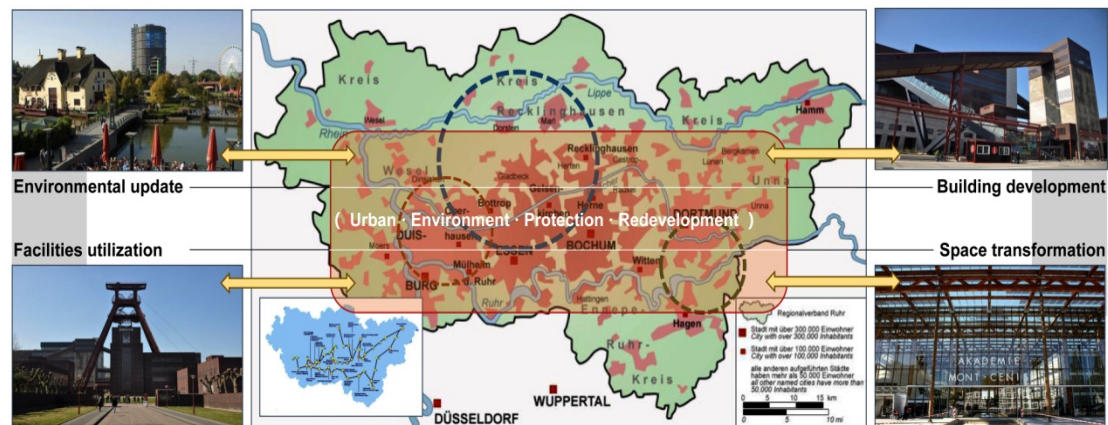 Kreis
Kreis
Recklinghausen
Lippe
Kreis
Hamm
Rhein
Wesel
Dorsten
Marl
Bergkamen
Recklinghausen
Lünen
Wesel
Herten
Castrop-
Rauxel
Unna
Dinslaken
Gladbeck
Gelsen-
kirchen
Herne
Bottrop
Unna
Environmental update
Building development
Ober-
hausen
DORTMUND
( Urban · Environment · Protection · Redevelopment )
Moers
DUIS-
BURG
ESSEN
BOCHUM
Facilities utilization
Space transformation
Mülheim
d. Ruhr
Witten
Ruhr
Hattingen
Ennepe-
Hagen
Ruhr-
Kreis
Regionalverband Ruhr
Stadt mit über 300.000 Einwohner
City with over 300,000 Inhabitants
Stadt mit über 100.000 Einwohner
City with over 100,000 Inhabitants
alle anderen aufgeführten Städte
haben mehr als 50.000 Einwohner
all other named cities have more than
50,000 Inhabitants
0 5 10 15 km
0 5 10 mi
WUPPERTAL
DÜSSELDORF
AKADEMIE
MONT-CENIS